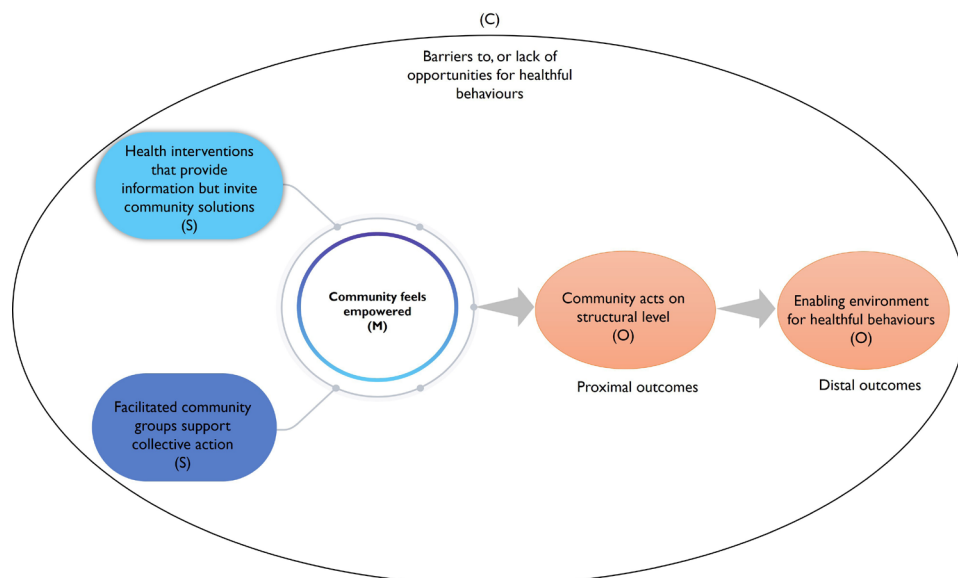 (C)
Barriers to, or lack of
opportunities for healthful
behaviours
Health interventions
that provide
information but invite
community solutions
(S)
Community feels
empowered
(M)
Community acts on
structural level
(O)
Enabling environment
for healthful behaviours
(O)
Proximal outcomes
Distal outcomes
Facilitated community
groups support
collective action
(S)